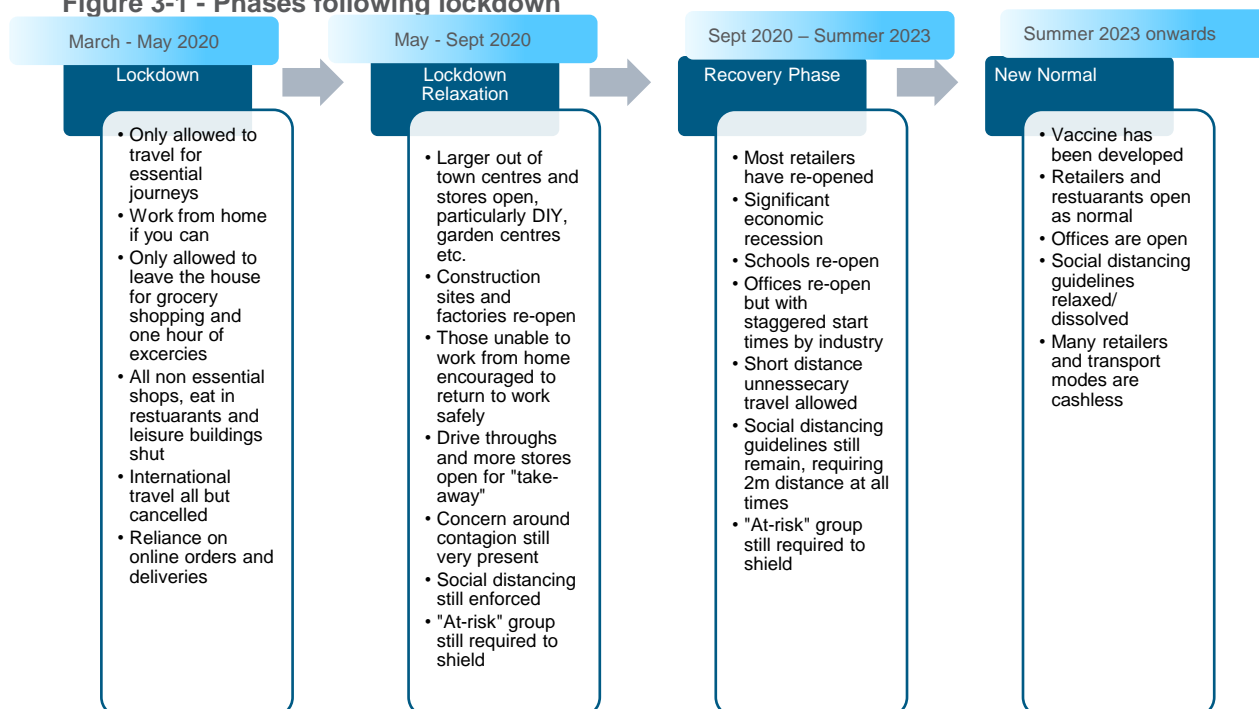 Figure 3-1 - Phases following lockdown
March - May 2020
Lockdown
• Only allowed to
travel for
essential
journeys
• Work from home
if you can
• Only allowed to
leave the house
for grocery
shopping and
one hour of
excercies
• All non essential
shops, eat in
restuarants and
leisure buildings
shut
• International
travel all but
cancelled
• Reliance on
online orders and
deliveries
May - Sept 2020
Lockdown
Relaxation
• Larger out of
town centres and
stores open,
particularly DIY,
garden centres
etc.
• Construction
sites and
factories re-open
• Those unable to
work from home
encouraged to
return to work
safely
• Drive throughs
and more stores
open for "take-
away"
• Concern around
contagion still
very present
• Social distancing
still enforced
• "At-risk" group
still required to
shield
Sept 2020 – Summer 2023
Recovery Phase
• Most retailers
have re-opened
• Significant
economic
recession
• Schools re-open
• Offices re-open
but with
staggered start
times by industry
• Short distance
unnessecary
travel allowed
• Social distancing
guidelines still
remain, requiring
2m distance at all
times
• "At-risk" group
still required to
shield
Summer 2023 onwards
New Normal
• Vaccine has
been developed
• Retailers and
restuarants open
as normal
• Offices are open
• Social distancing
guidelines
relaxed/
dissolved
• Many retailers
and transport
modes are
cashless